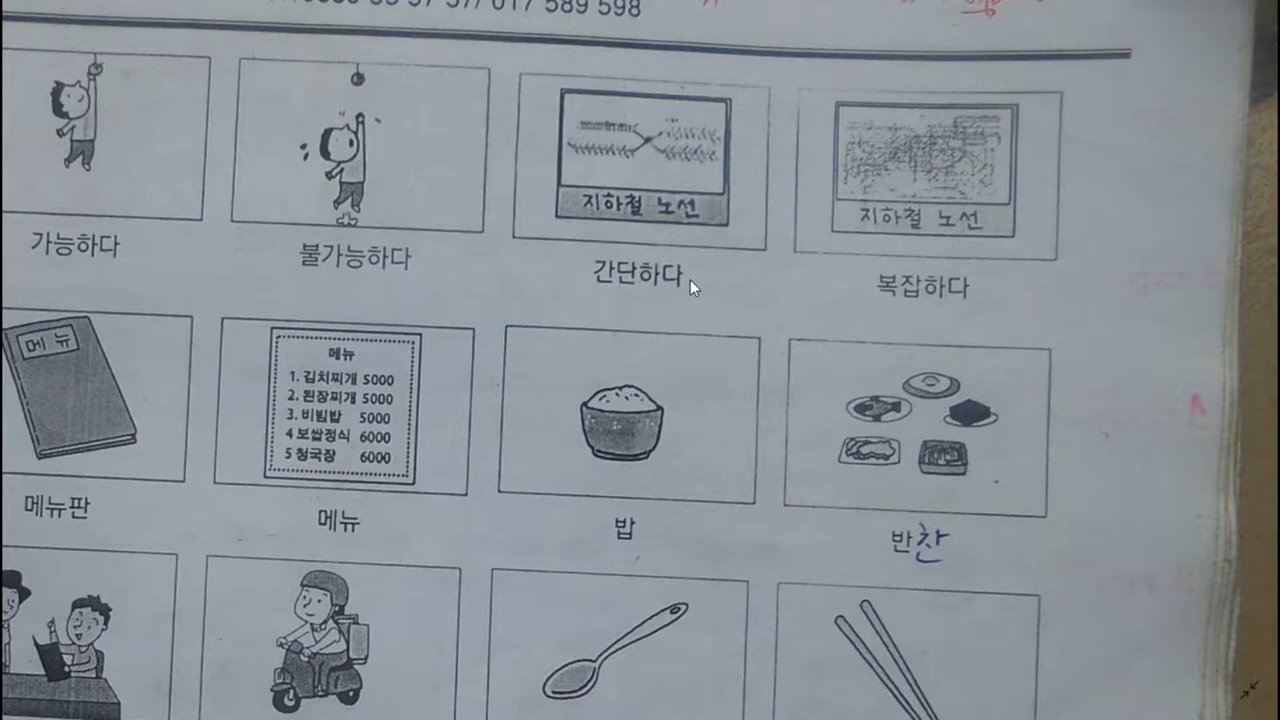 017 589 598
지하철 노선
지하철 노선
가능하다
불가능하다
간단하다
복잡하다
메뉴
메뉴
1. 김치찌개 5000
2. 된장찌개 5000
3. 비빔밥 5000
4 보쌈정식 6000
5 청국장 6000
메뉴판
메뉴
밥
반찬